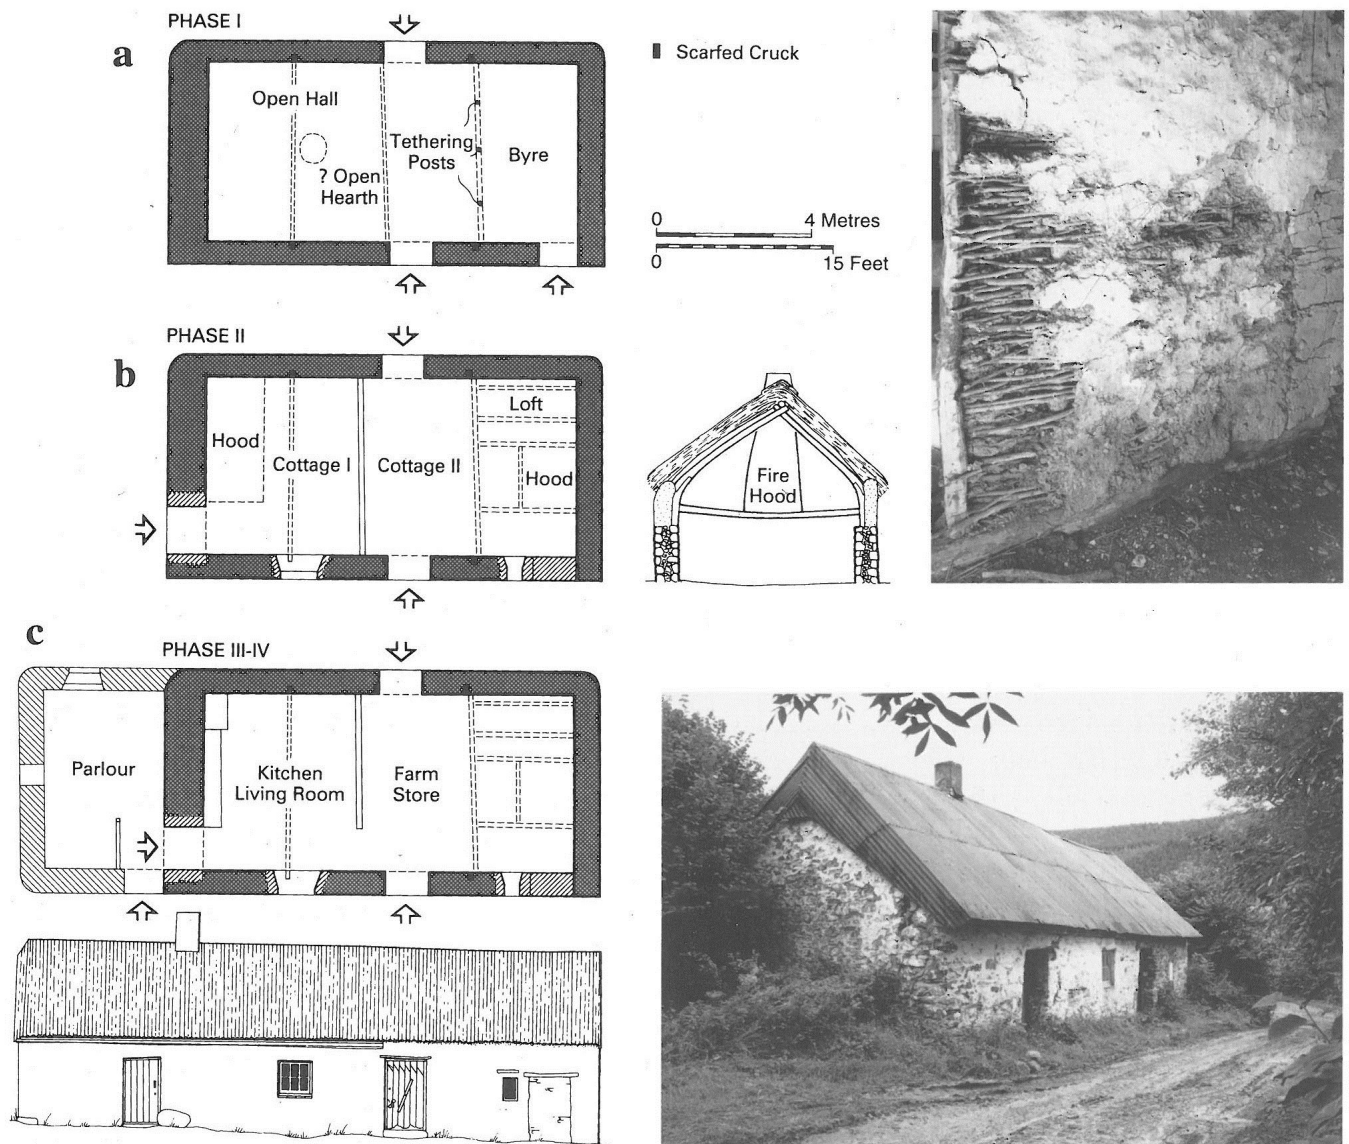 PHASE I
a
Open Hall
Tethering
Posts
Byre
? Open
Hearth
Scarfed Cruck
0 4 Metres
0 15 Feet
PHASE II
b
Loft
Hood
Cottage I
Cottage II
Hood
Fire
Hood
c
PHASE III-IV
Parlour
Kitchen
Living Room
Farm
Store